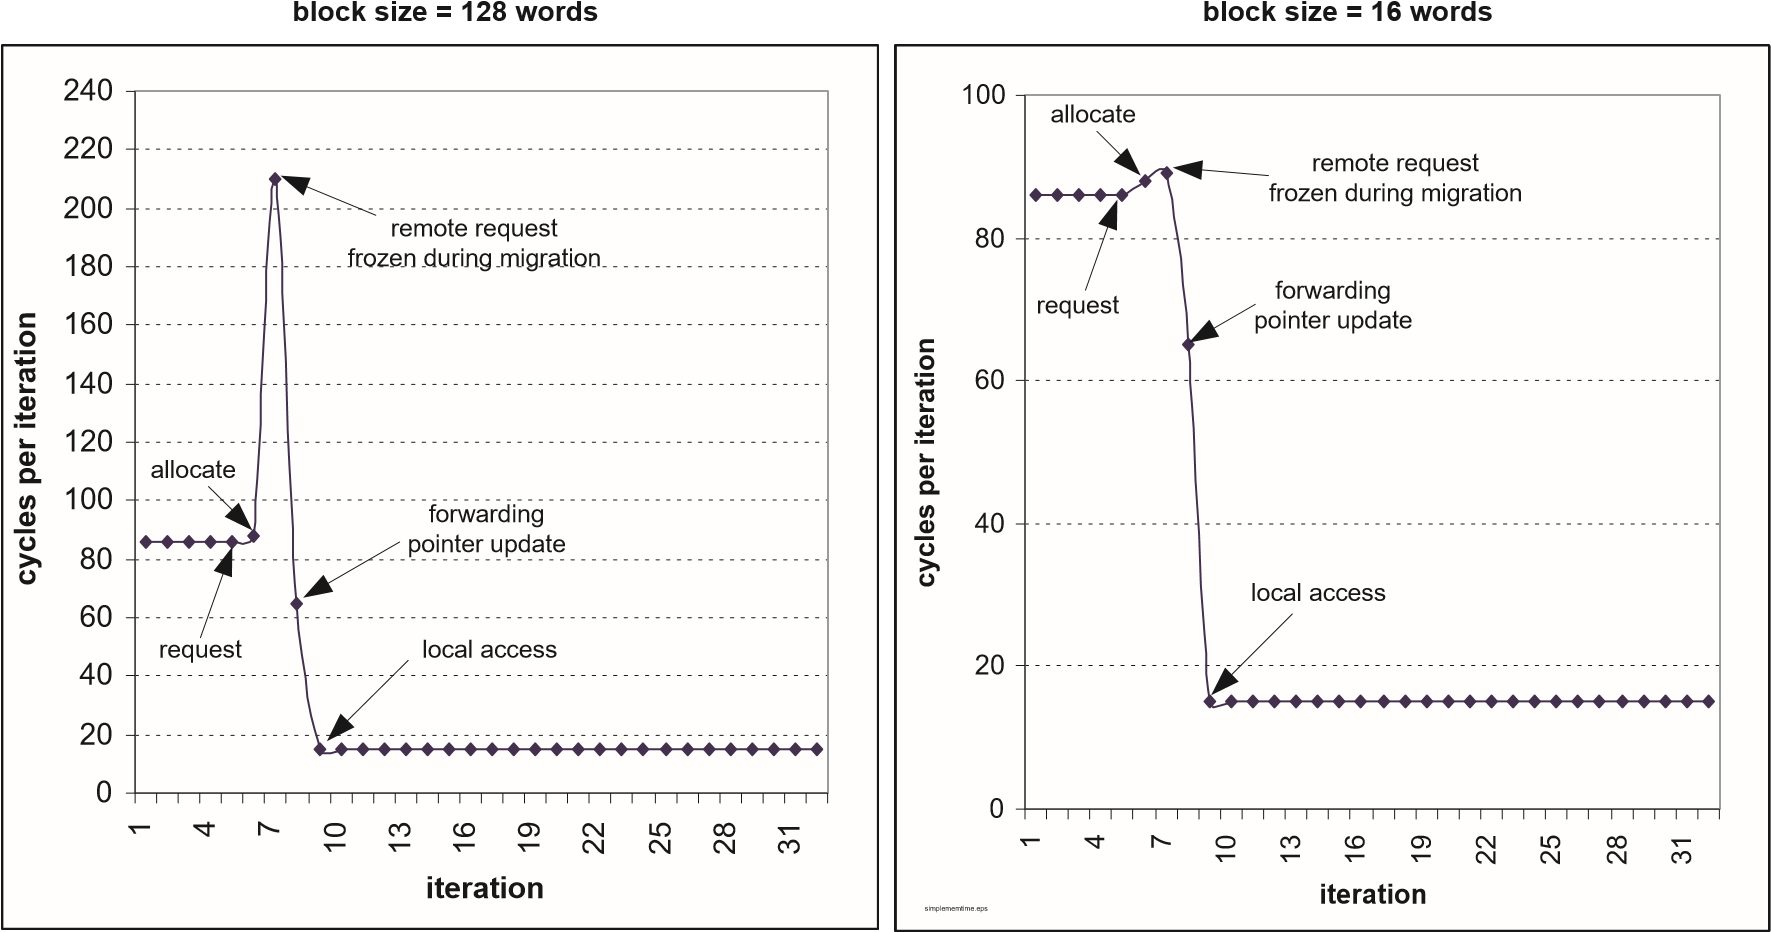 block size = 128 words
240
220
200
180
160
140
120
100
80
60
40
20
0
cycles per iteration
remote request
frozen during migration
allocate
request
forwarding
pointer update
local access
1
4
7
10
13
16
19
22
25
28
31
iteration
block size = 16 words
100
80
60
40
20
0
cycles per iteration
allocate
remote request
frozen during migration
request
forwarding
pointer update
local access
1
4
7
10
13
16
19
22
25
28
31
iteration
simplememtime.eps